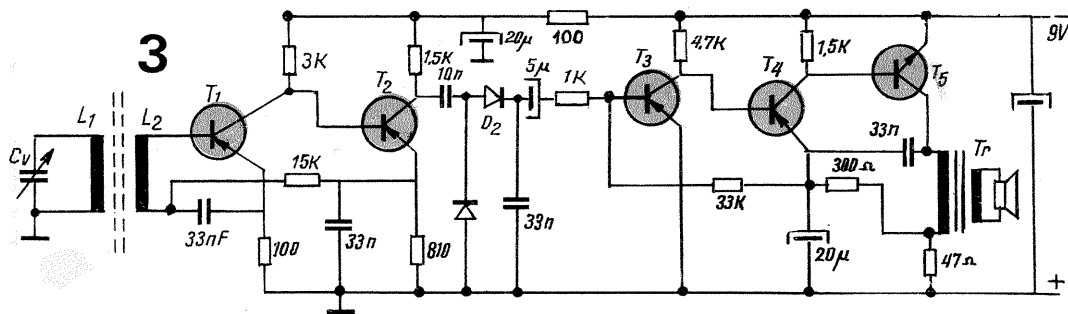 3
L1
L2
Cv
33nF
T1
3K
15K
100
33n
T2
1,5K
810
10n
20µ
D2
33n
5µ
100
1K
T3
4,7K
33K
T4
1,5K
20µ
300Ω
33n
T5
Tr
47Ω
9V
+